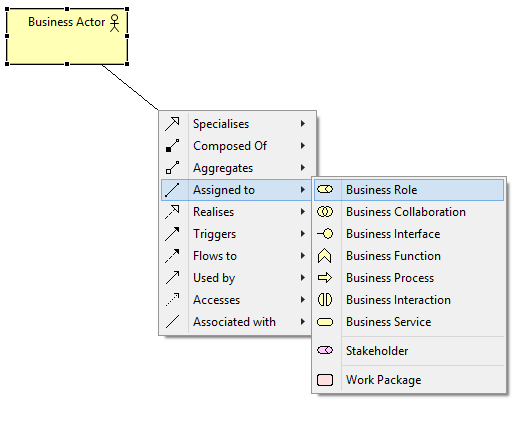 Business Actor
Specialises
Composed Of
Aggregates
Assigned to
Realises
Triggers
Flows to
Used by
Accesses
Associated with
Business Role
Business Collaboration
Business Interface
Business Function
Business Process
Business Interaction
Business Service
Stakeholder
Work Package